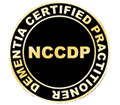 DEMENTIA CERTIFIED PRACTITIONER
NCCDP